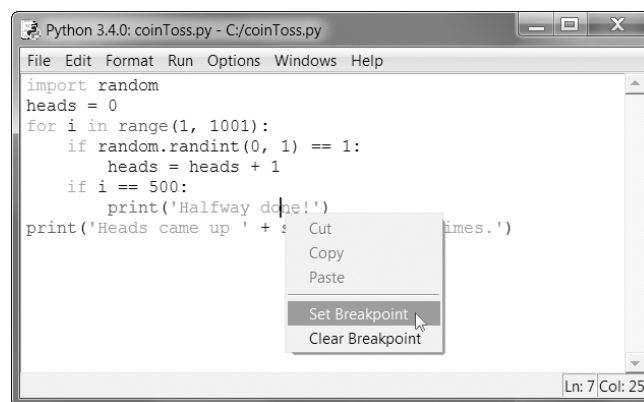 Python 3.4.0: coinToss.py - C:/coinToss.py
File Edit Format Run Options Windows Help
import random
heads = 0
for i in range(1, 1001):
    if random.randint(0, 1) == 1:
        heads = heads + 1
    if i == 500:
        print('Halfway done!')
print('Heads came up ' + s imes.')
Cut
Copy
Paste
Set Breakpoint
Clear Breakpoint
Ln: 7 Col: 25